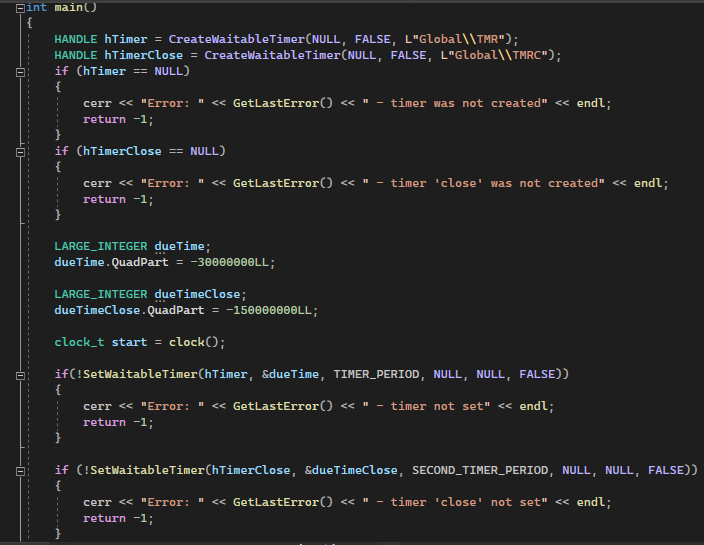 int main()
{
    HANDLE hTimer = CreateWaitableTimer(NULL, FALSE, L"Global\\TMR");
    HANDLE hTimerClose = CreateWaitableTimer(NULL, FALSE, L"Global\\TMRC");
    if (hTimer == NULL)
    {
        cerr << "Error: " << GetLastError() << " - timer was not created" << endl;
        return -1;
    }
    if (hTimerClose == NULL)
    {
        cerr << "Error: " << GetLastError() << " - timer 'close' was not created" << endl;
        return -1;
    }
    LARGE_INTEGER dueTime;
    dueTime.QuadPart = -30000000LL;
    LARGE_INTEGER dueTimeClose;
    dueTimeClose.QuadPart = -150000000LL;
    clock_t start = clock();
    if(!SetWaitableTimer(hTimer, &dueTime, TIMER_PERIOD, NULL, NULL, FALSE))
    {
        cerr << "Error: " << GetLastError() << " - timer not set" << endl;
        return -1;
    }
    if (!SetWaitableTimer(hTimerClose, &dueTimeClose, SECOND_TIMER_PERIOD, NULL, NULL, FALSE))
    {
        cerr << "Error: " << GetLastError() << " - timer 'close' not set" << endl;
        return -1;
    }